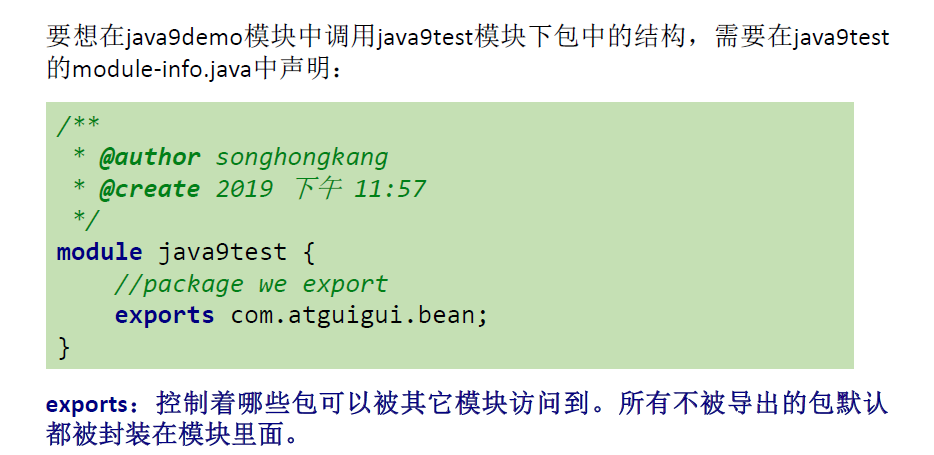 要想在java9demo模块中调用java9test模块下包中的结构，需要在java9test
的module-info.java中声明：
/**
 * @author songhongkang
 * @create 2019 下午 11:57
 */
module java9test {
    //package we export
    exports com.atguigui.bean;
}
exports：控制着哪些包可以被其它模块访问到。所有不被导出的包默认
都被封装在模块里面。